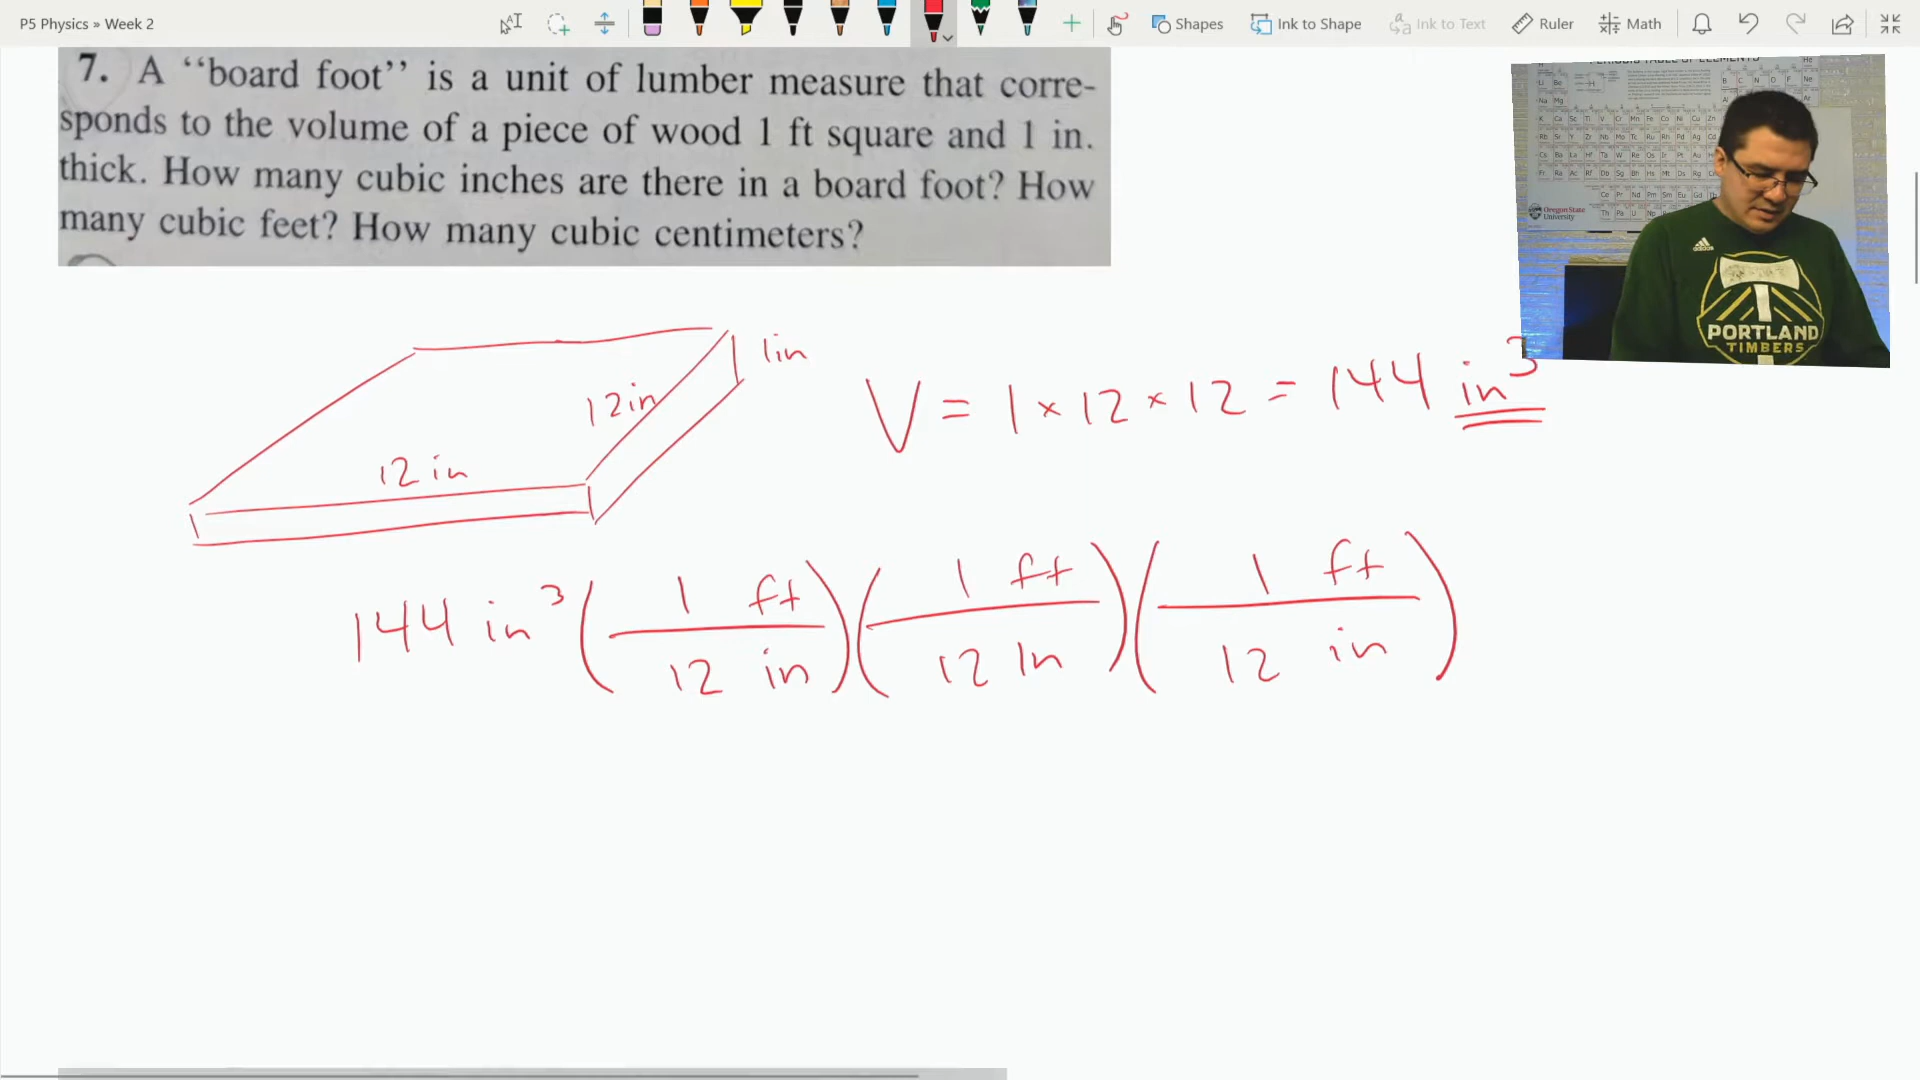 P5 Physics » Week 2
Shapes
Ink to Shape
Ink to Text
Ruler
Math
7. A ‘‘board foot’’ is a unit of lumber measure that corre-
sponds to the volume of a piece of wood 1 ft square and 1 in.
thick. How many cubic inches are there in a board foot? How
many cubic feet? How many cubic centimeters?
Oregon State
University
PORTLAND
TIMBERS
1in
12in
12 in
V = 1 × 12 × 12 = 144 in³
144 in³ (1 ft / 12 in)(1 ft / 12 in)(1 ft / 12 in)